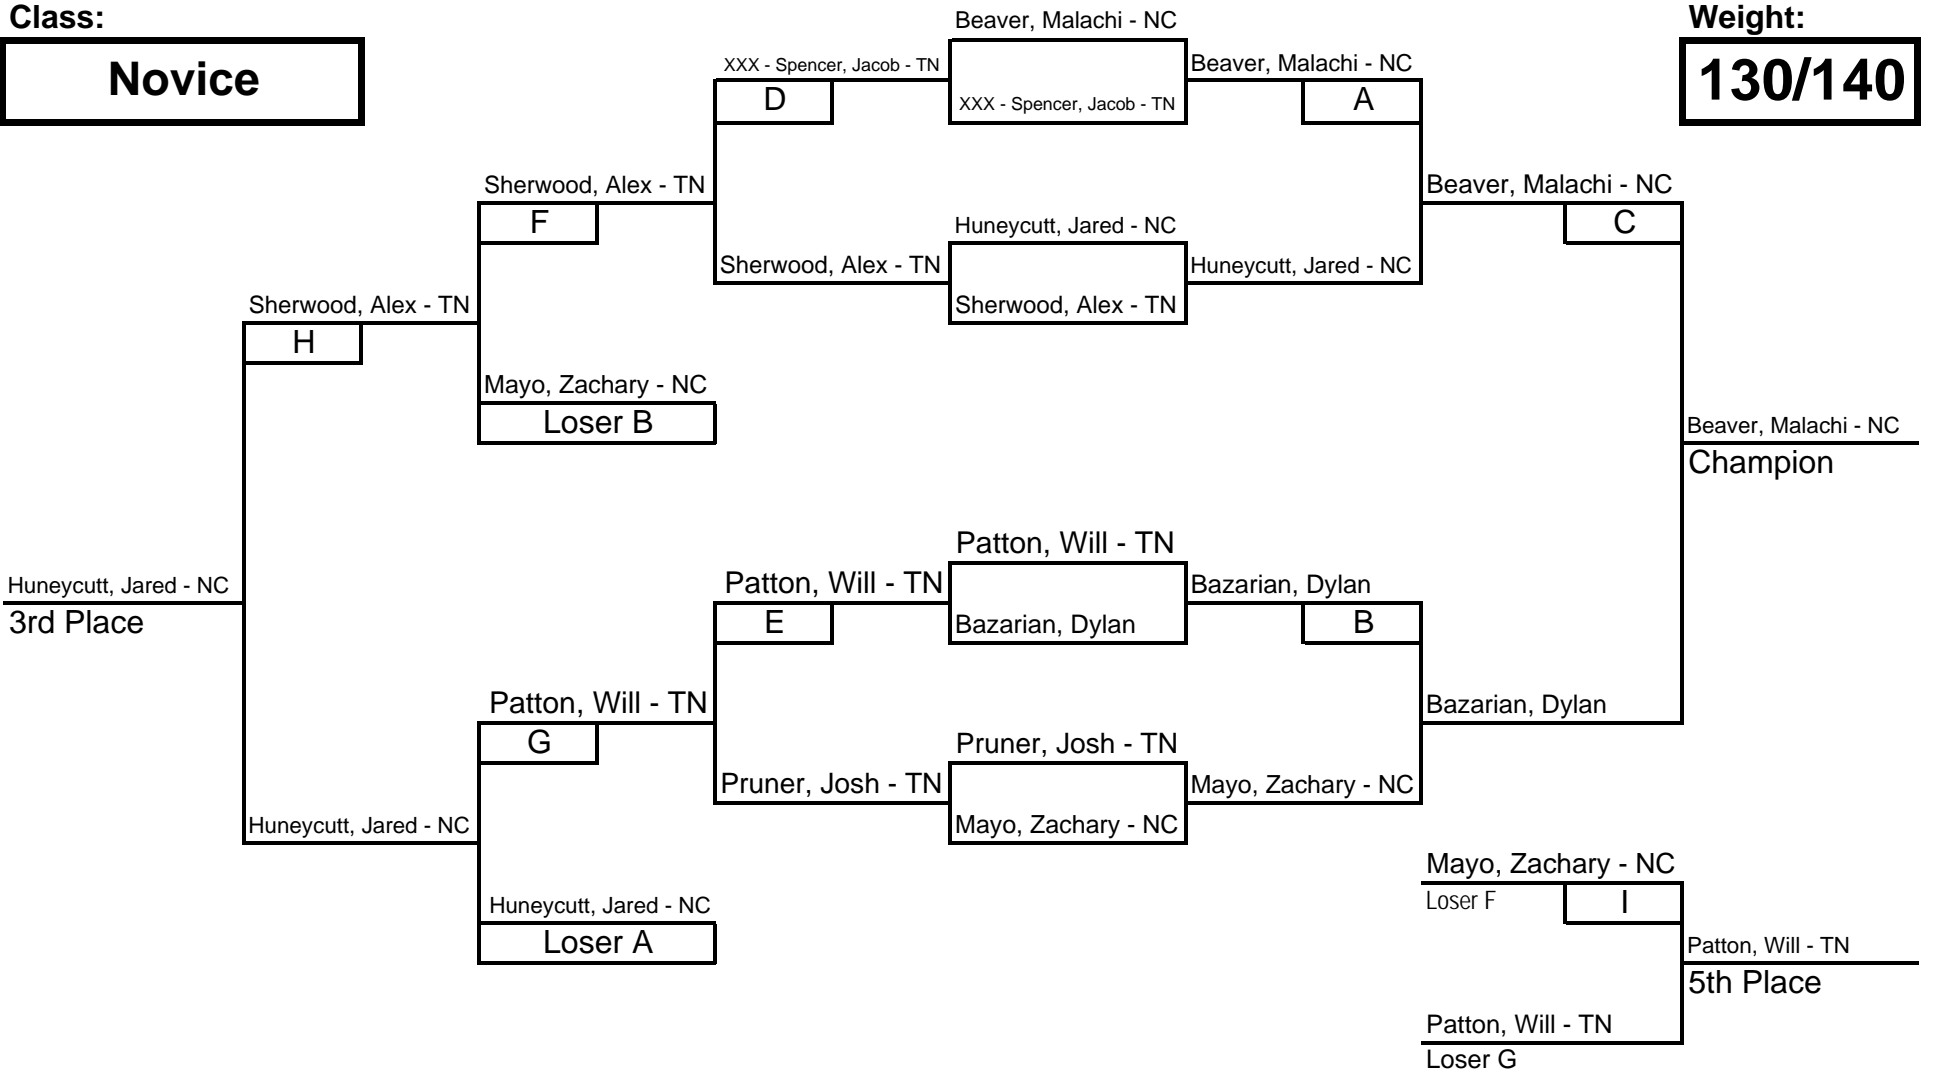 Class:
Novice
Weight:
130/140
Beaver, Malachi - NC
XXX - Spencer, Jacob - TN
D
XXX - Spencer, Jacob - TN
Beaver, Malachi - NC
A
Sherwood, Alex - TN
F
Beaver, Malachi - NC
C
Huneycutt, Jared - NC
Sherwood, Alex - TN
Sherwood, Alex - TN
Huneycutt, Jared - NC
Sherwood, Alex - TN
H
Mayo, Zachary - NC
Loser B
Beaver, Malachi - NC
Champion
Patton, Will - TN
Patton, Will - TN
E
Bazarian, Dylan
Bazarian, Dylan
B
Huneycutt, Jared - NC
3rd Place
Patton, Will - TN
G
Bazarian, Dylan
Pruner, Josh - TN
Pruner, Josh - TN
Mayo, Zachary - NC
Mayo, Zachary - NC
Huneycutt, Jared - NC
Mayo, Zachary - NC
Loser F
I
Huneycutt, Jared - NC
Loser A
Patton, Will - TN
5th Place
Patton, Will - TN
Loser G